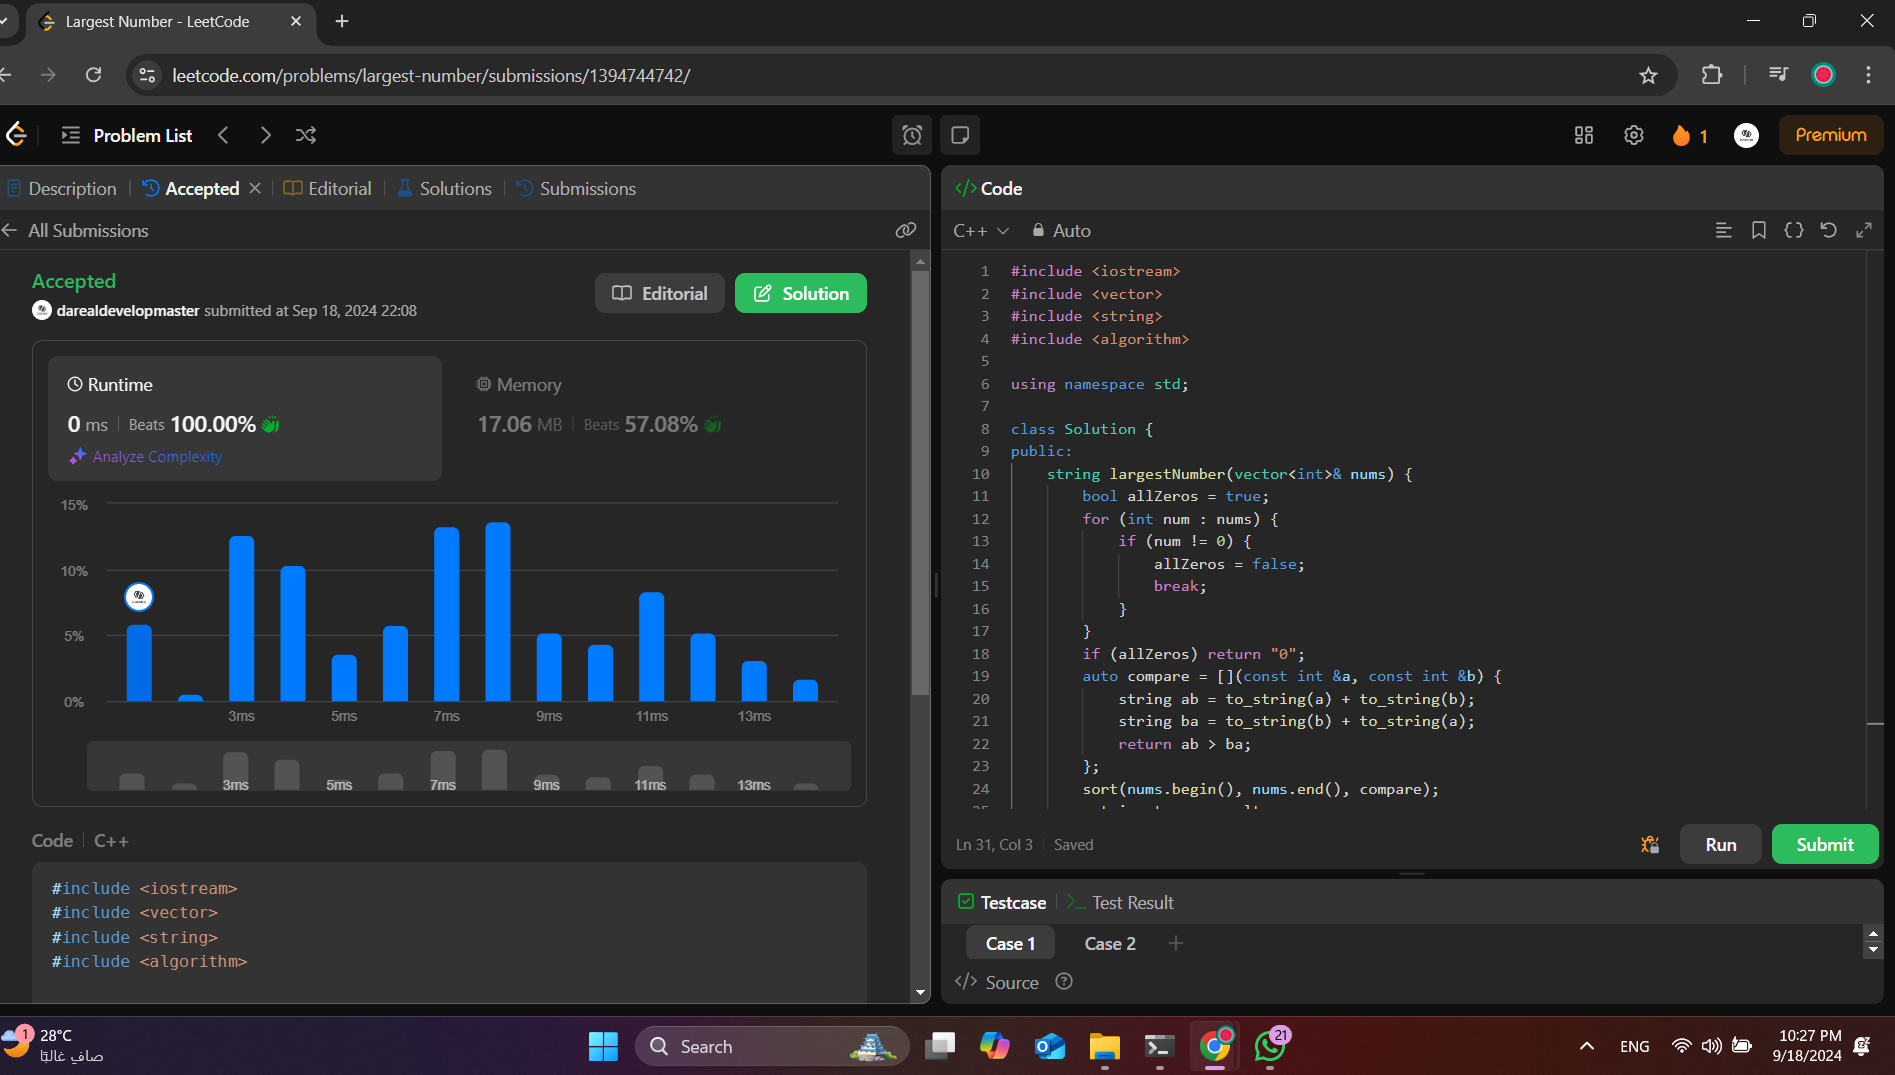 Largest Number - LeetCode
leetcode.com/problems/largest-number/submissions/1394744742/
Problem List
1
Premium
Description
Accepted
Editorial
Solutions
Submissions
All Submissions
Accepted
darealdevelopmaster submitted at Sep 18, 2024 22:08
Editorial
Solution
Runtime
0 ms | Beats 100.00%
Analyze Complexity
Memory
17.06 MB | Beats 57.08%
15%
10%
5%
0%
3ms 5ms 7ms 9ms 11ms 13ms
3ms 5ms 7ms 9ms 11ms 13ms
Code | C++
#include <iostream>
#include <vector>
#include <string>
#include <algorithm>
</> Code
C++ Auto
1 #include <iostream>
2 #include <vector>
3 #include <string>
4 #include <algorithm>
5
6 using namespace std;
7
8 class Solution {
9 public:
10 string largestNumber(vector<int>& nums) {
11 bool allZeros = true;
12 for (int num : nums) {
13 if (num != 0) {
14 allZeros = false;
15 break;
16 }
17 }
18 if (allZeros) return "0";
19 auto compare = [](const int &a, const int &b) {
20 string ab = to_string(a) + to_string(b);
21 string ba = to_string(b) + to_string(a);
22 return ab > ba;
23 };
24 sort(nums.begin(), nums.end(), compare);
Ln 31, Col 3 | Saved
Run
Submit
Testcase
Test Result
Case 1
Case 2
</> Source
1
28°C
صافٍ غالبًا
Search
21
ENG
10:27 PM
9/18/2024